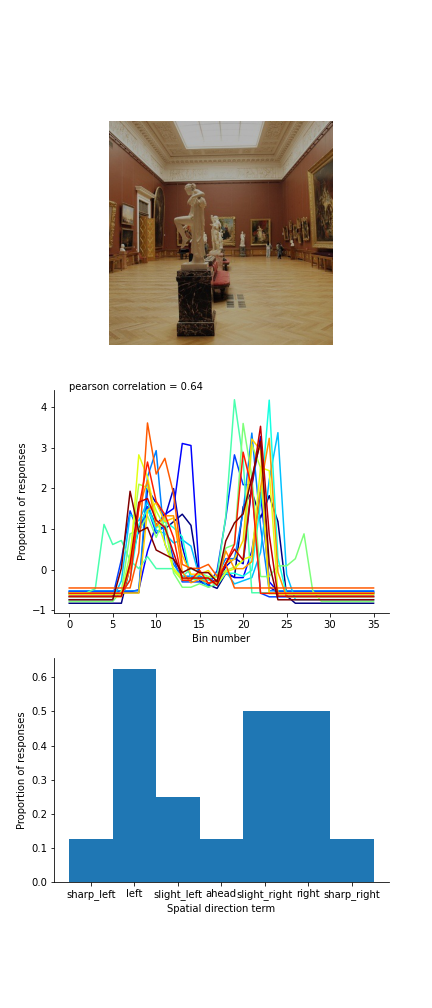 pearson correlation = 0.64
Proportion of responses
4
3
2
1
0
−1
0 5 10 15 20 25 30 35
Bin number
Proportion of responses
0.6
0.5
0.4
0.3
0.2
0.1
0.0
sharp_left left slight_left ahead slight_right right sharp_right
Spatial direction term